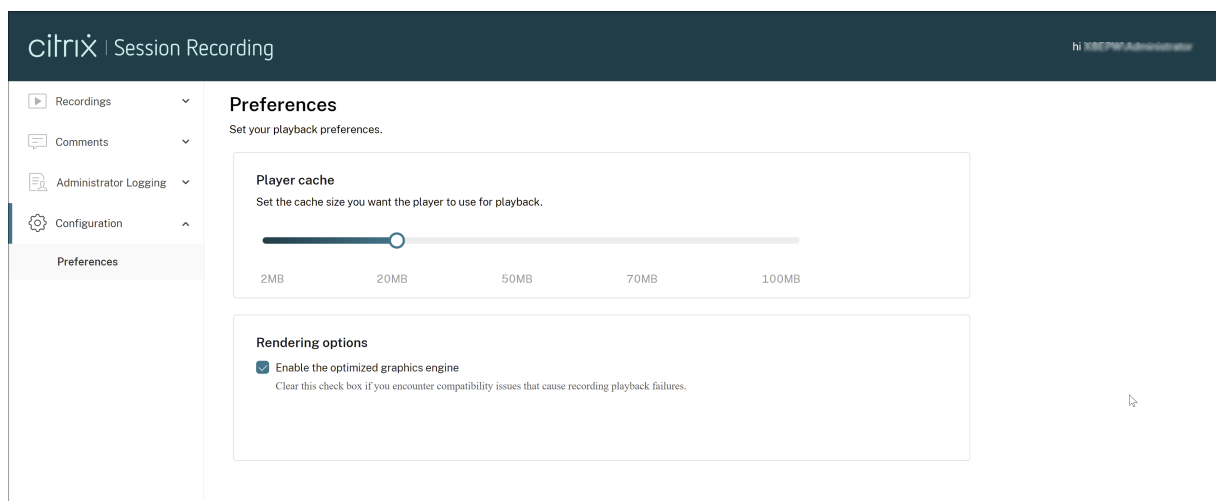 citrix | Session Recording
hi
Recordings
Comments
Administrator Logging
Configuration
Preferences
Preferences
Set your playback preferences.
Player cache
Set the cache size you want the player to use for playback.
2MB 20MB 50MB 70MB 100MB
Rendering options
Enable the optimized graphics engine
Clear this check box if you encounter compatibility issues that cause recording playback failures.